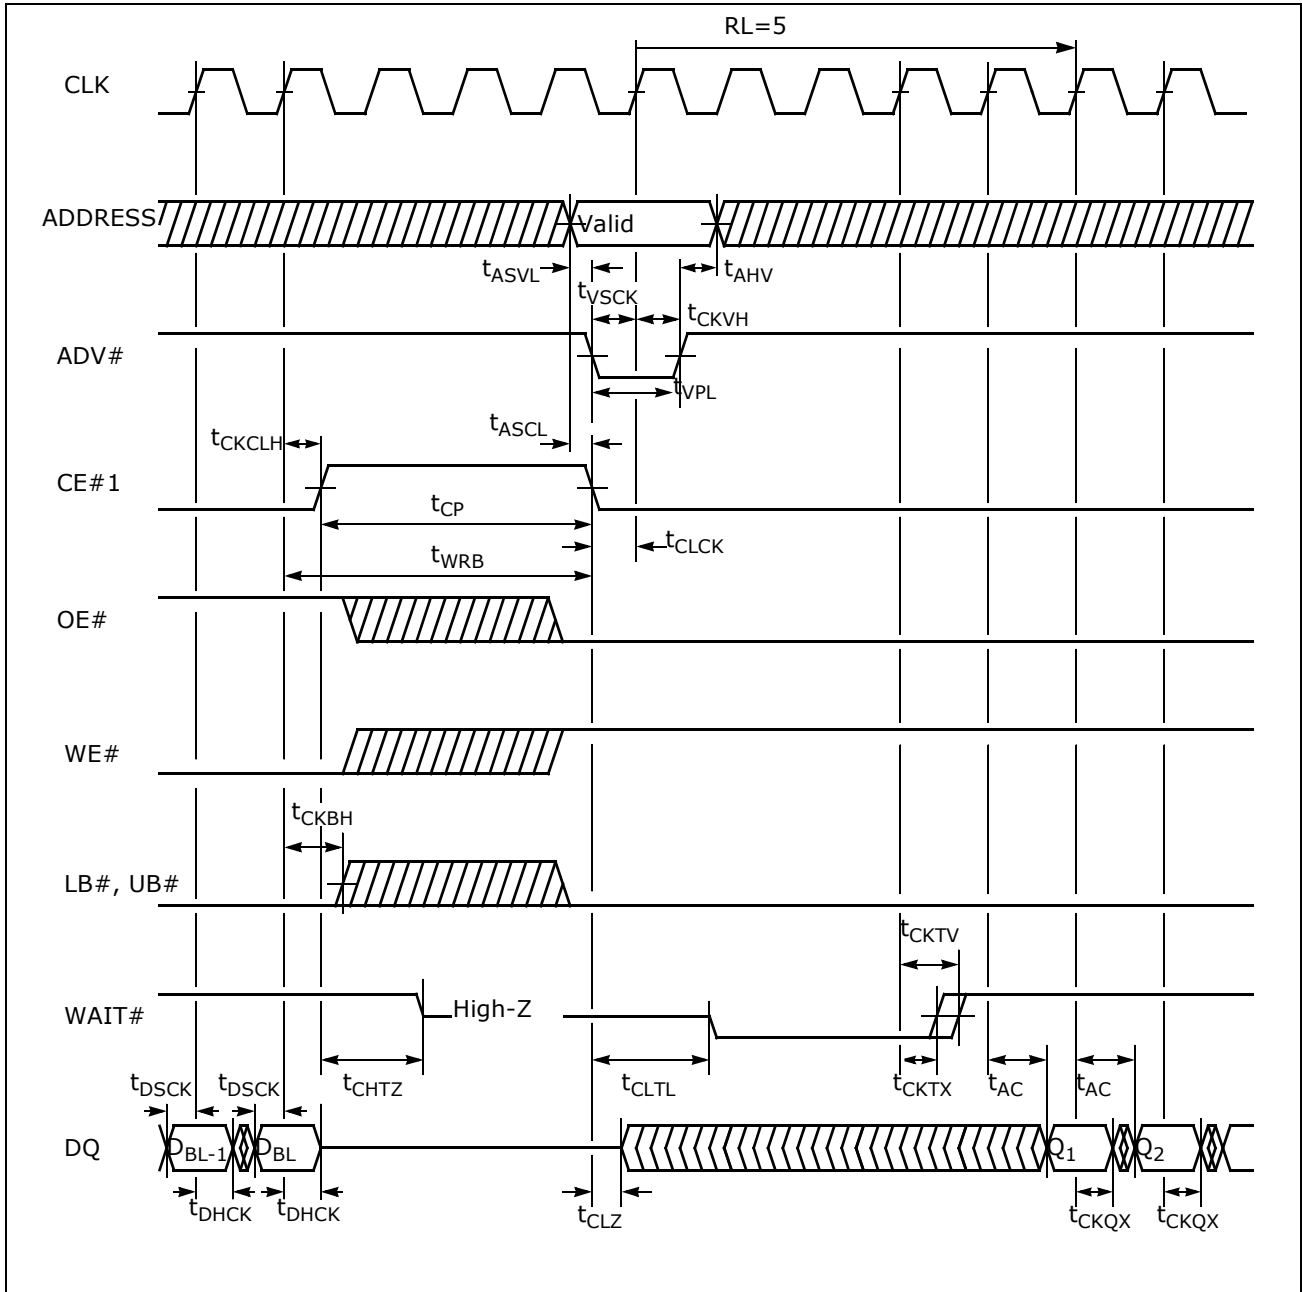 RL=5
CLK
ADDRESS
Valid
tASVL
tAHV
tVSCK
tCKVH
ADV#
tVPL
tASCL
tCKCLH
CE#1
tCP
tCLCK
tWRB
OE#
WE#
tCKBH
LB#, UB#
tCKTV
WAIT#
High-Z
tCHTZ
tCLTL
tCKTX
tAC
tAC
tDSCK
tDSCK
DQ
DBL-1
DBL
Q1
Q2
tDHCK
tDHCK
tCLZ
tCKQX
tCKQX